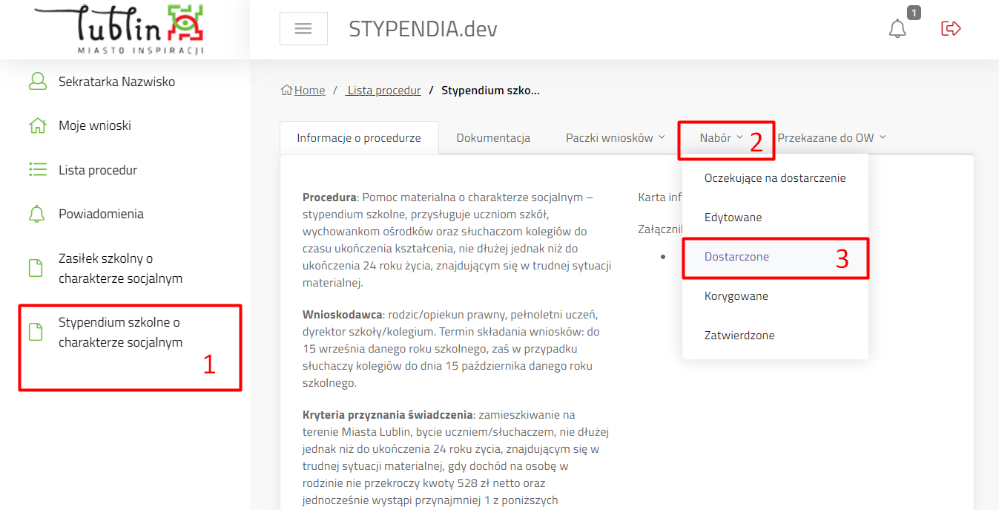 lublin
MIASTO INSPIRACJI
STYPENDIA.dev
1
Sekratarka Nazwisko
Moje wnioski
Lista procedur
Powiadomienia
Zasiłek szkolny o
charakterze socjalnym
Stypendium szkolne o
charakterze socjalnym
1
Home / Lista procedur / Stypendium szko...
Informacje o procedurze Dokumentacja Paczki wniosków Nabór 2 Przekazane do OW
Oczekujące na dostarczenie
Edytowane
Dostarczone 3
Korygowane
Zatwierdzone
Procedura: Pomoc materialna o charakterze socjalnym –
stypendium szkolne, przysługuje uczniom szkół,
wychowankom ośrodków oraz słuchaczom kolegiów do
czasu ukończenia kształcenia, nie dłużej jednak niż do
ukończenia 24 roku życia, znajdującym się w trudnej sytuacji
materialnej.
Wnioskodawca: rodzic/opiekun prawny, pełnoletni uczeń,
dyrektor szkoły/kolegium. Termin składania wniosków: do
15 września danego roku szkolnego, zaś w przypadku
słuchaczy kolegiów do dnia 15 października danego roku
szkolnego.
Kryteria przyznania świadczenia: zamieszkiwanie na
terenie Miasta Lublin, bycie uczniem/słuchaczem, nie dłużej
jednak niż do ukończenia 24 roku życia, znajdującym się w
trudnej sytuacji materialnej, gdy dochód na osobę w
rodzinie nie przekroczy kwoty 528 zł netto oraz
jednocześnie wystąpi przynajmniej 1 z poniższych
Karta inf
Załącznil